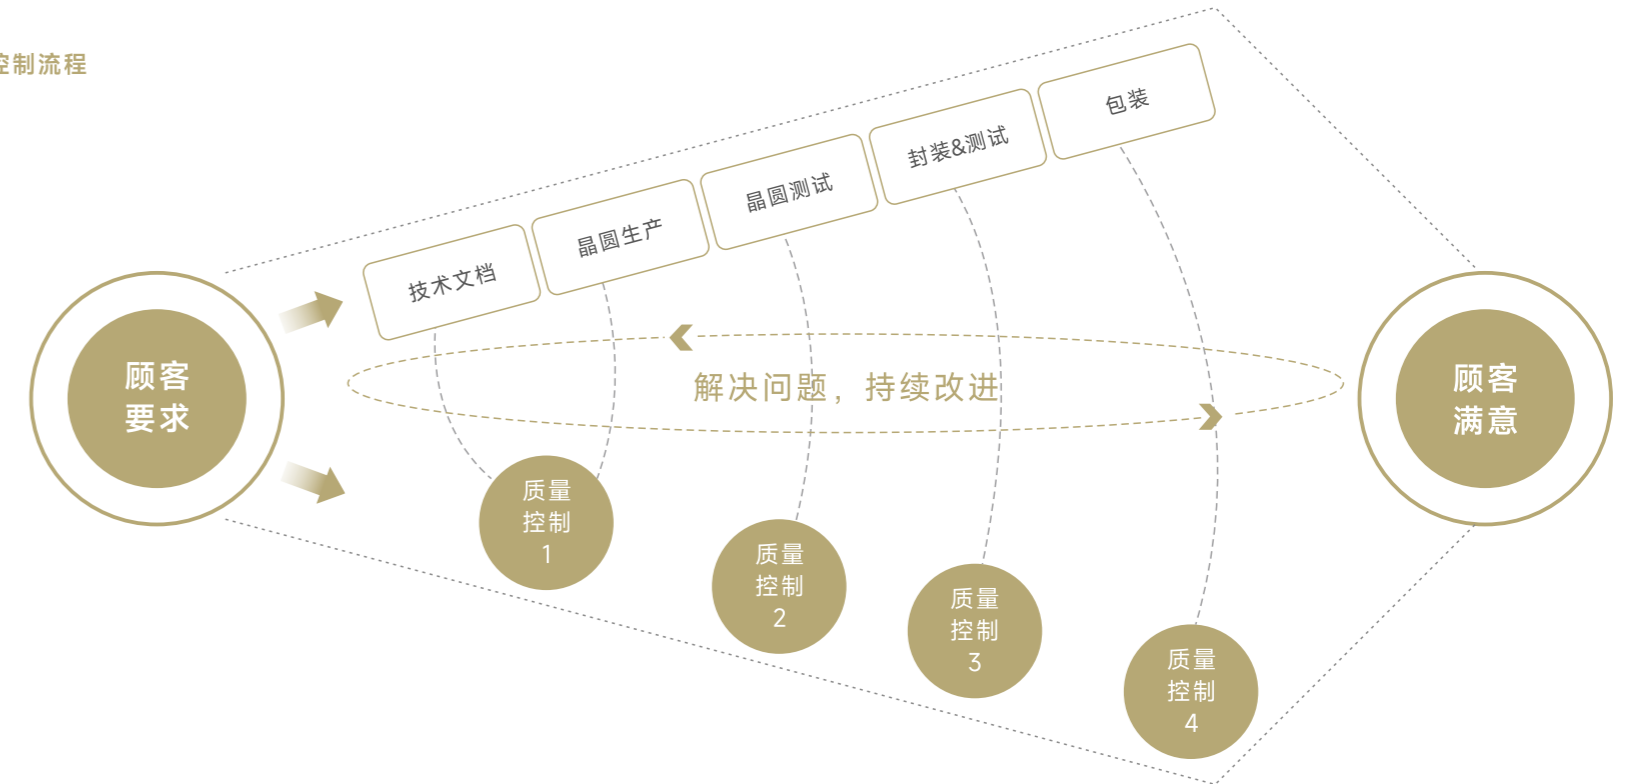 控制流程
包装
封装&测试
晶圆测试
晶圆生产
技术文档
顾客
要求
解决问题，持续改进
顾客
满意
质量
控制
1
质量
控制
2
质量
控制
3
质量
控制
4